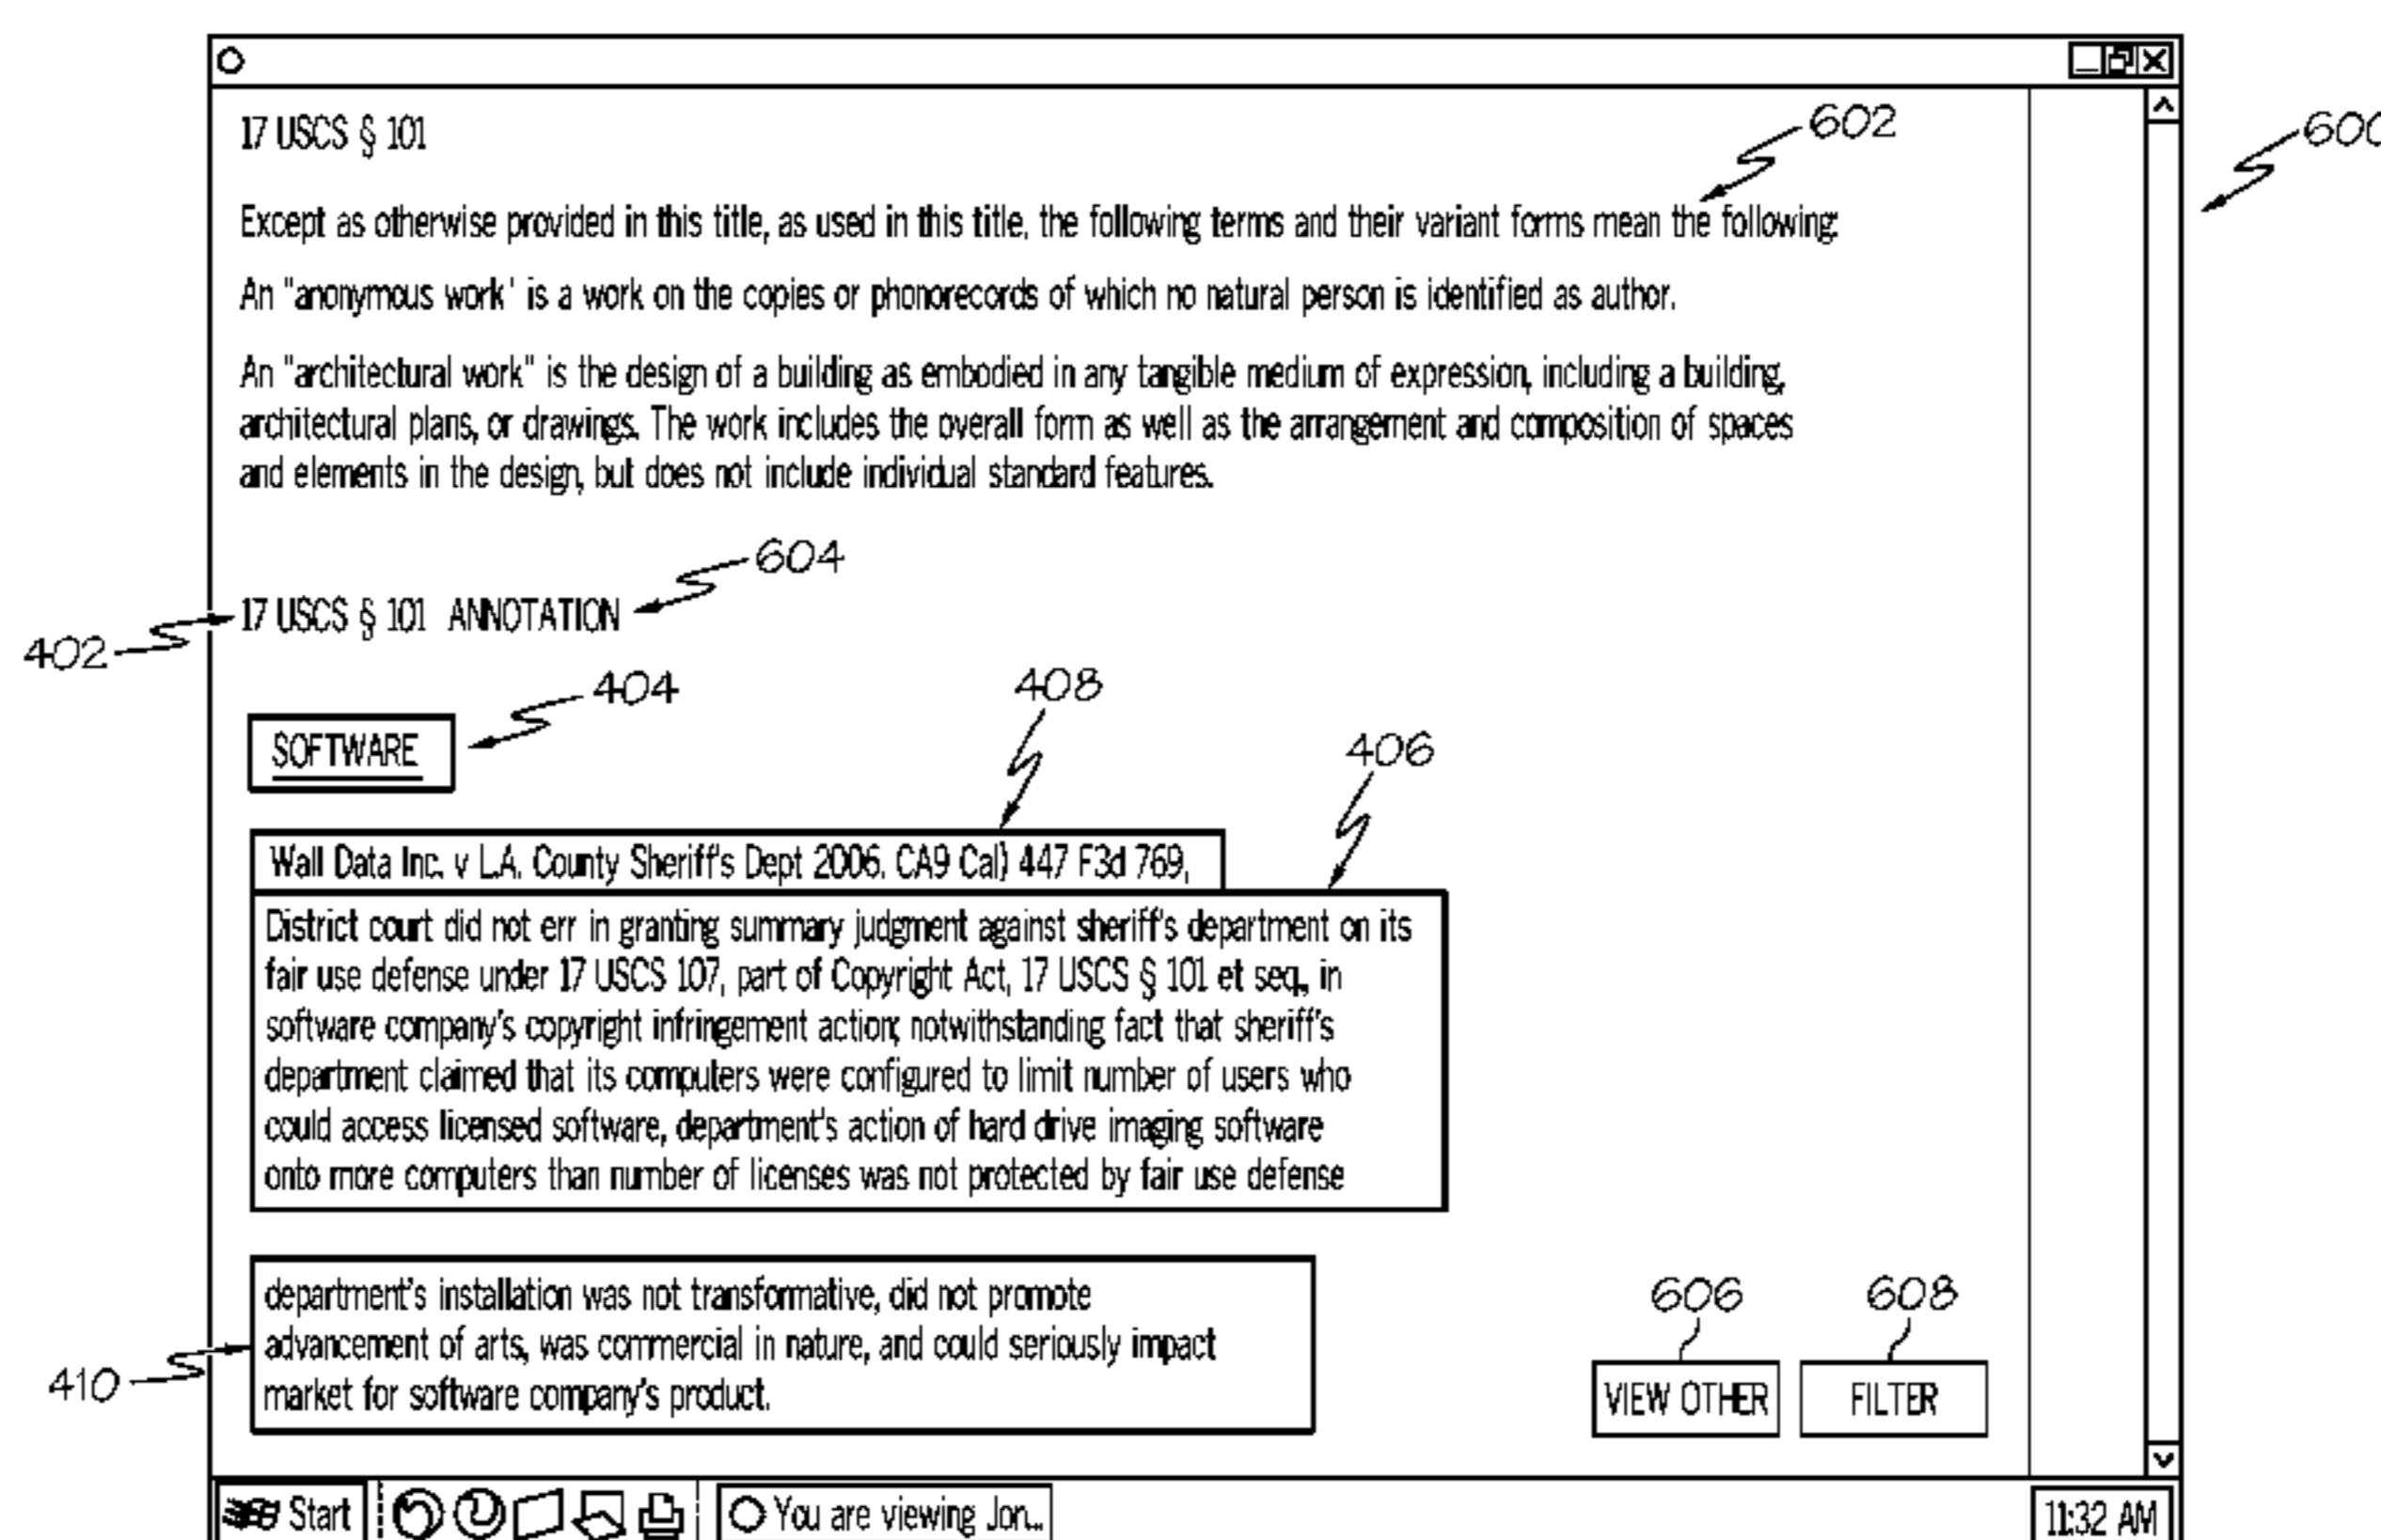 17 USCS § 101
602
600
Except as otherwise provided in this title, as used in this title, the following terms and their variant forms mean the following:
An "anonymous work" is a work on the copies or phonorecords of which no natural person is identified as author.
An "architectural work" is the design of a building as embodied in any tangible medium of expression, including a building,
architectural plans, or drawings. The work includes the overall form as well as the arrangement and composition of spaces
and elements in the design, but does not include individual standard features.
604
17 USCS § 101 ANNOTATION
402
404
408
406
SOFTWARE
Wall Data Inc. v L.A. County Sheriff's Dept 2006. CA9 Cal) 447 F3d 769,
District court did not err in granting summary judgment against sheriff's department on its
fair use defense under 17 USCS 107, part of Copyright Act, 17 USCS § 101 et seq., in
software company's copyright infringement action; notwithstanding fact that sheriff's
department claimed that its computers were configured to limit number of users who
could access licensed software, department's action of hard drive imaging software
onto more computers than number of licenses was not protected by fair use defense
department's installation was not transformative, did not promote
advancement of arts, was commercial in nature, and could seriously impact
market for software company's product.
410
606
608
VIEW OTHER
FILTER
Start
You are viewing Jon...
11:32 AM